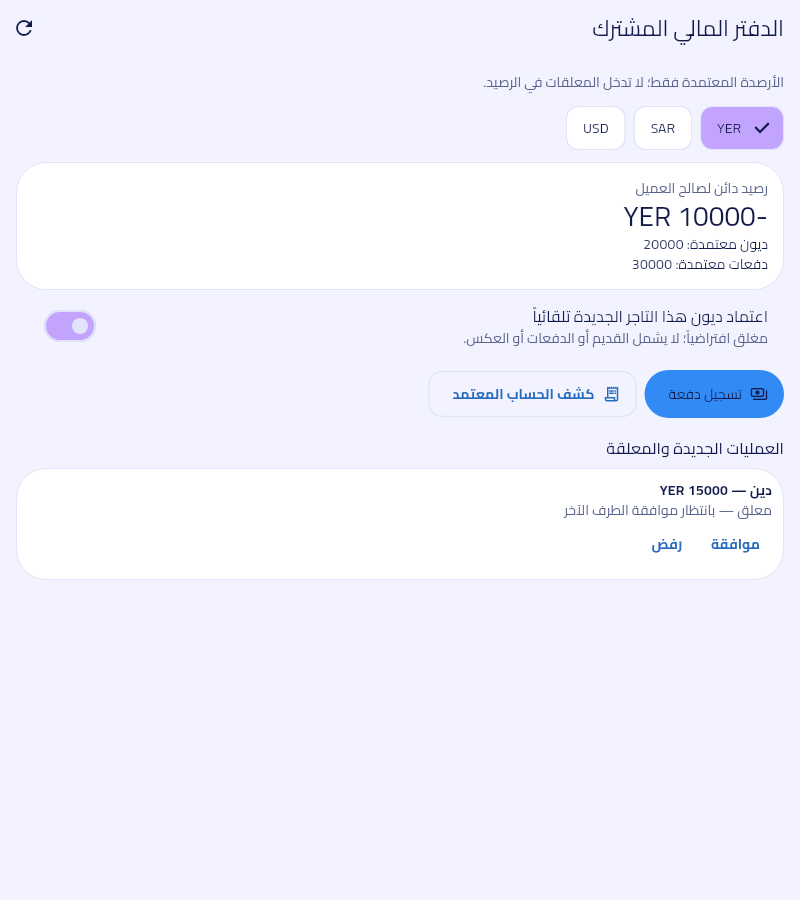 الدفتر المالي المشترك
الأرصدة المعتمدة فقط؛ لا تدخل المعلقات في الرصيد.
YER
SAR
USD
رصيد دائن لصالح العميل
YER 10000-
ديون معتمدة: 20000
دفعات معتمدة: 30000
اعتماد ديون هذا التاجر الجديدة تلقائياً
مغلق افتراضياً؛ لا يشمل القديم أو الدفعات أو العكس.
تسجيل دفعة
كشف الحساب المعتمد
العمليات الجديدة والمعلقة
دين — YER 15000
معلق — بانتظار موافقة الطرف الآخر
موافقة
رفض